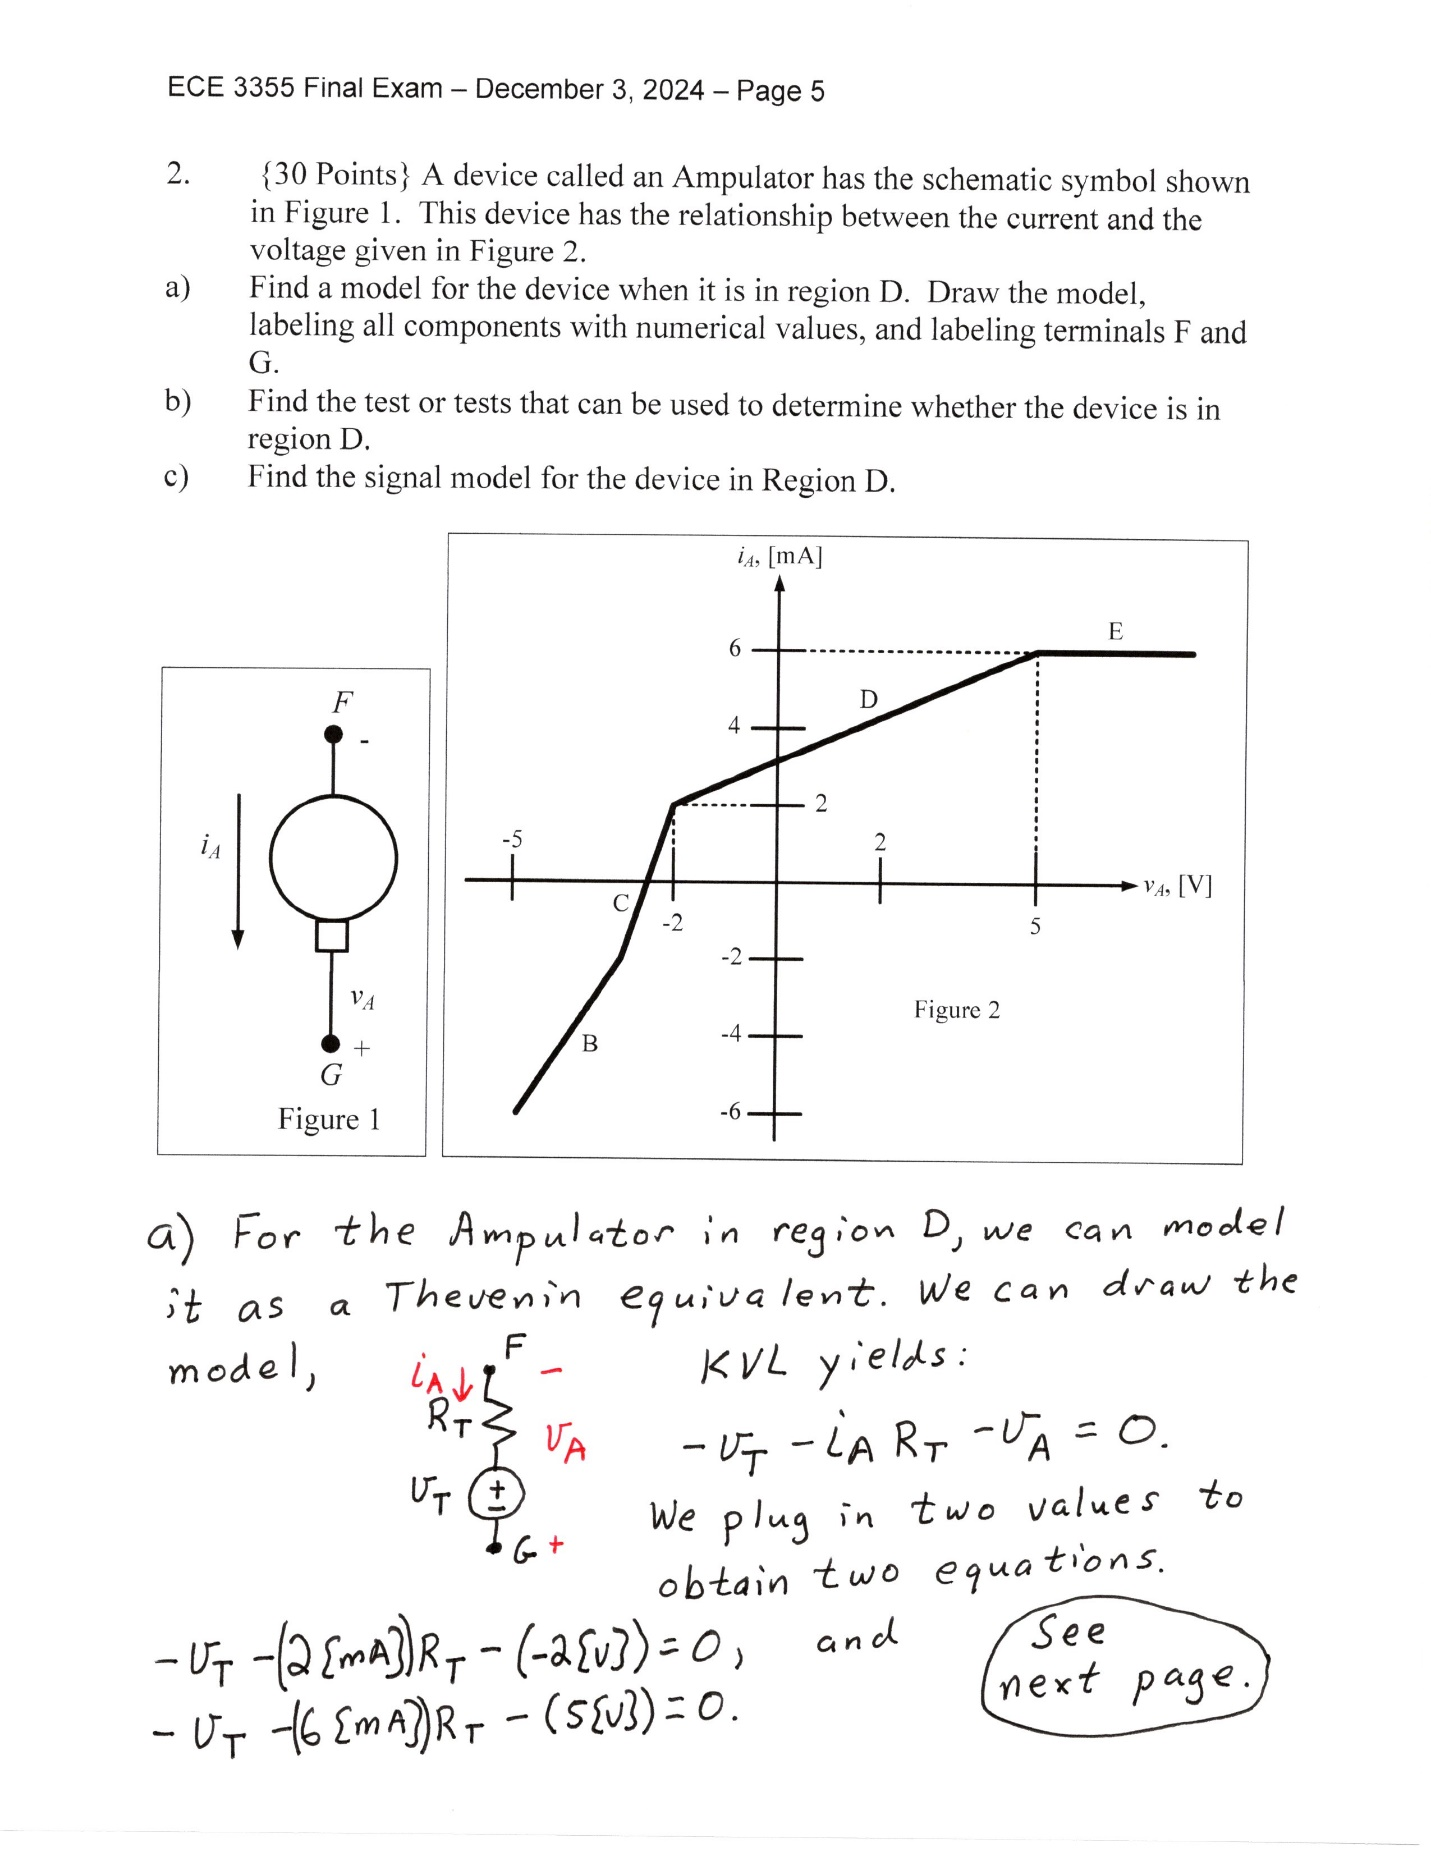 ECE 3355 Final Exam – December 3, 2024 – Page 5
2. {30 Points} A device called an Ampulator has the schematic symbol shown
in Figure 1. This device has the relationship between the current and the
voltage given in Figure 2.
a) Find a model for the device when it is in region D. Draw the model,
labeling all components with numerical values, and labeling terminals F and
G.
b) Find the test or tests that can be used to determine whether the device is in
region D.
c) Find the signal model for the device in Region D.
F
-
iA
vA
+
G
Figure 1
iA, [mA]
6
E
D
4
2
-5
2
vA, [V]
C
-2
5
-2
Figure 2
-4
B
-6
a) For the Ampulator in region D, we can model
it as a Thevenin equivalent. We can draw the
model,
F
iA
-
RT
vA
vT
+
-
G +
KVL yields:
-vT - iA RT - vA = 0.
We plug in two values to
obtain two equations.
-vT -(2{mA})RT - (-2{v}) = 0, and
-vT -(6{mA})RT - (5{v}) = 0.
See
next page.